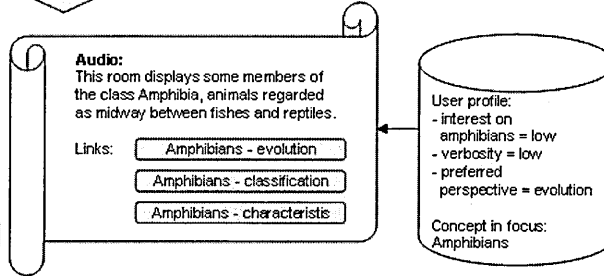 Audio:
This room displays some members of
the class Amphibia, animals regarded
as midway between fishes and reptiles.
Links:
Amphibians - evolution
Amphibians - classification
Amphibians - characteristis
User profile:
- interest on
amphibians = low
- verbosity = low
- preferred
perspective = evolution
Concept in focus:
Amphibians